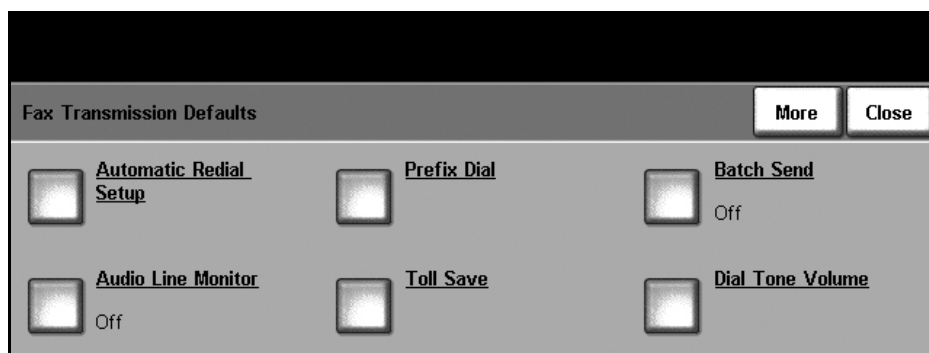 Fax Transmission Defaults
More
Close
Automatic Redial
Setup
Prefix Dial
Batch Send
Off
Audio Line Monitor
Off
Toll Save
Dial Tone Volume